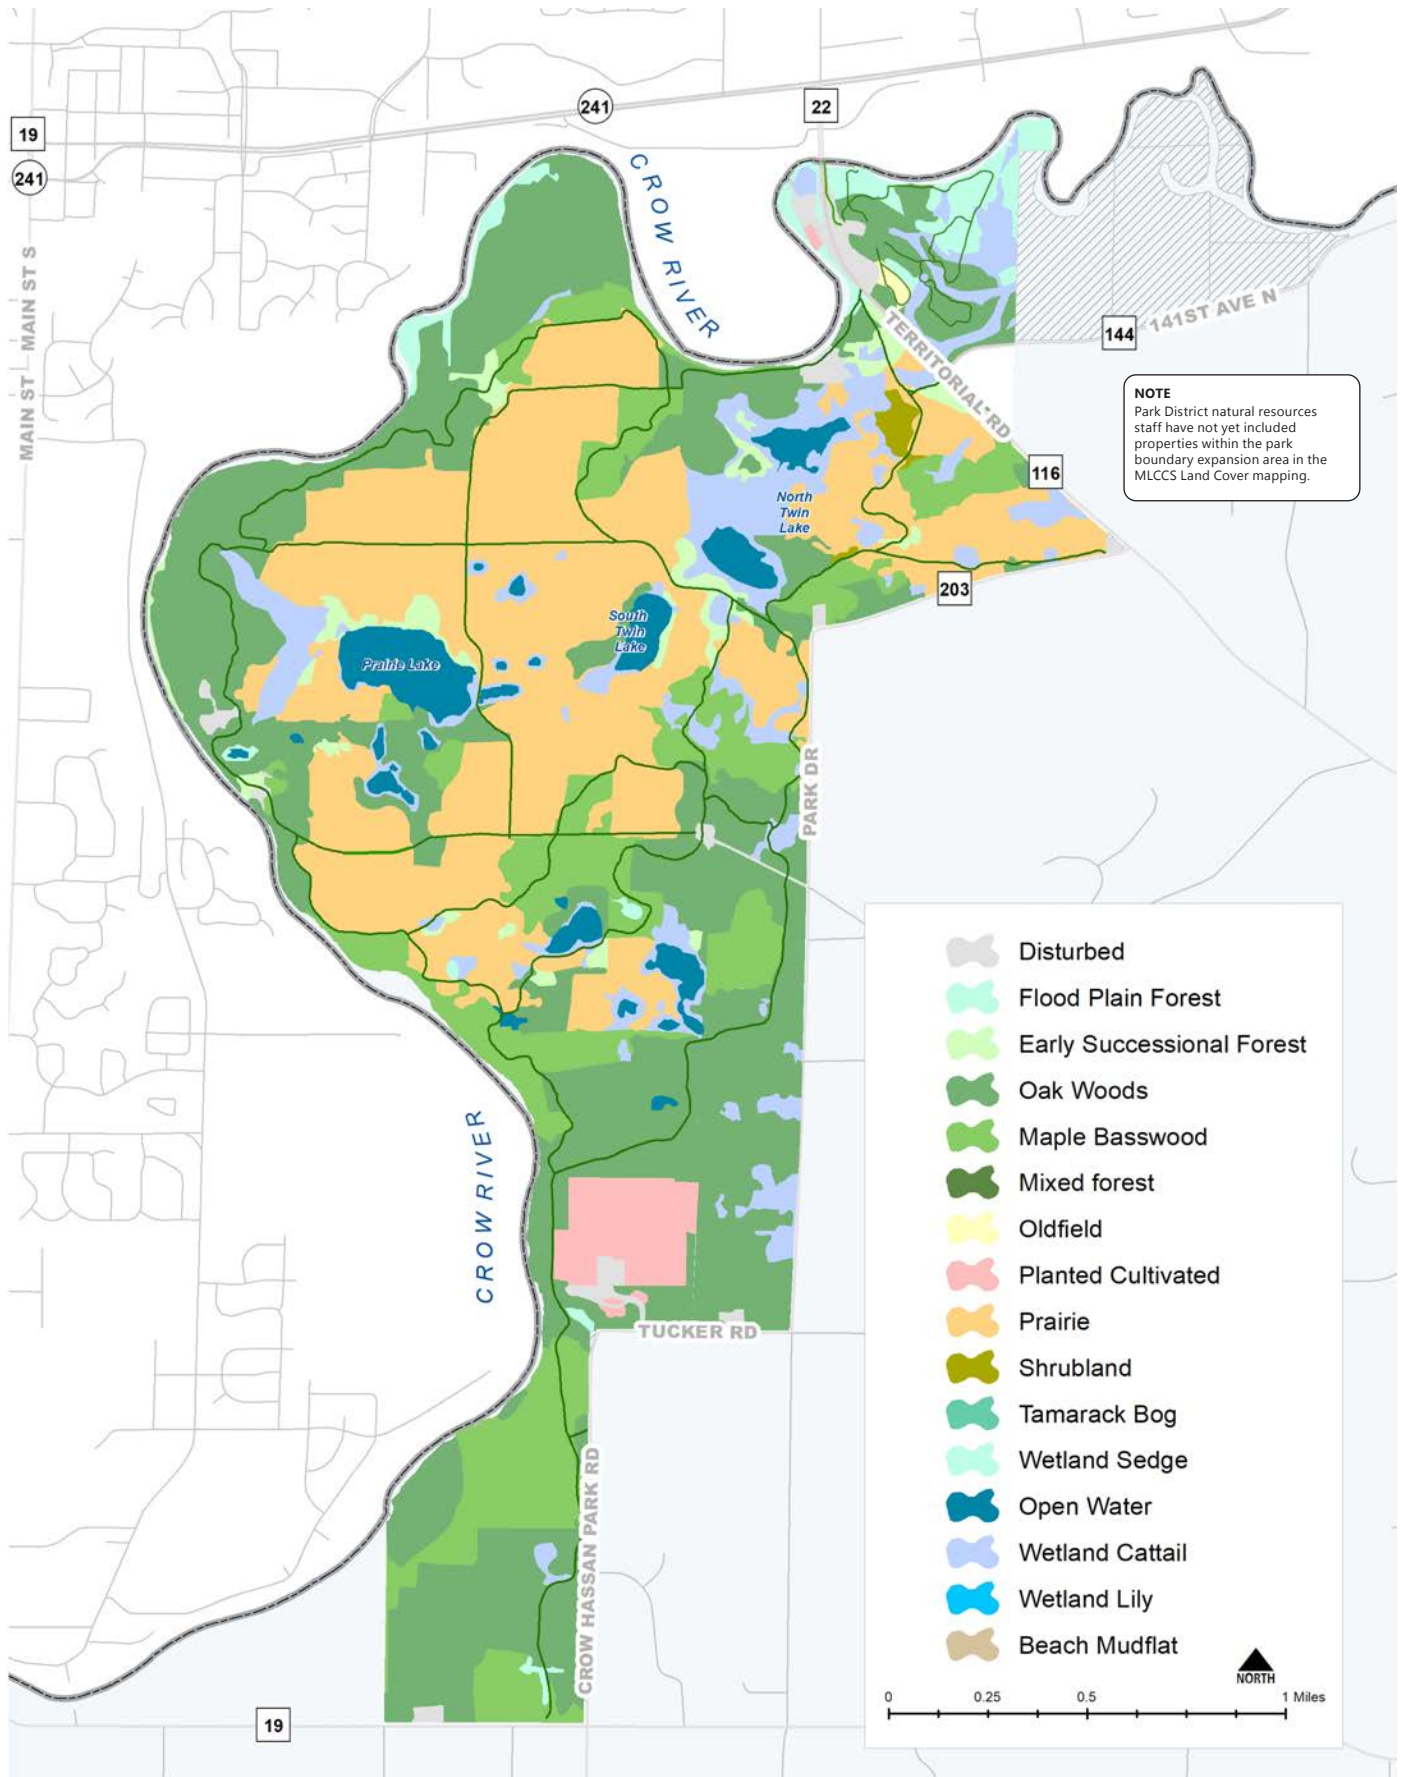 241
22
19
241
CROW RIVER
MAIN ST S
MAIN ST
144
141ST AVE N
TERRITORIAL RD
NOTE
Park District natural resources
staff have not yet included
properties within the park
boundary expansion area in the
MLCCS Land Cover mapping.
116
North
Twin
Lake
203
South
Twin
Lake
Prairie Lake
PARK DR
Disturbed
Flood Plain Forest
Early Successional Forest
Oak Woods
Maple Basswood
Mixed forest
Oldfield
Planted Cultivated
Prairie
Shrubland
Tamarack Bog
Wetland Sedge
Open Water
Wetland Cattail
Wetland Lily
Beach Mudflat
CROW RIVER
TUCKER RD
CROW HASSAN PARK RD
NORTH
0 0.25 0.5 1 Miles
19